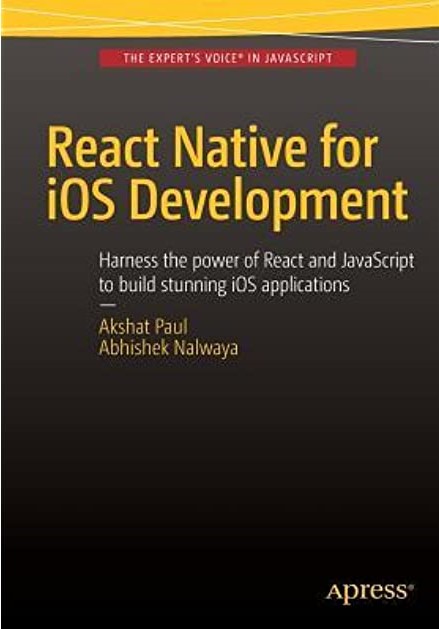 THE EXPERT'S VOICE® IN JAVASCRIPT
React Native for
iOS Development
Harness the power of React and JavaScript
to build stunning iOS applications
Akshat Paul
Abhishek Nalwaya
Apress®